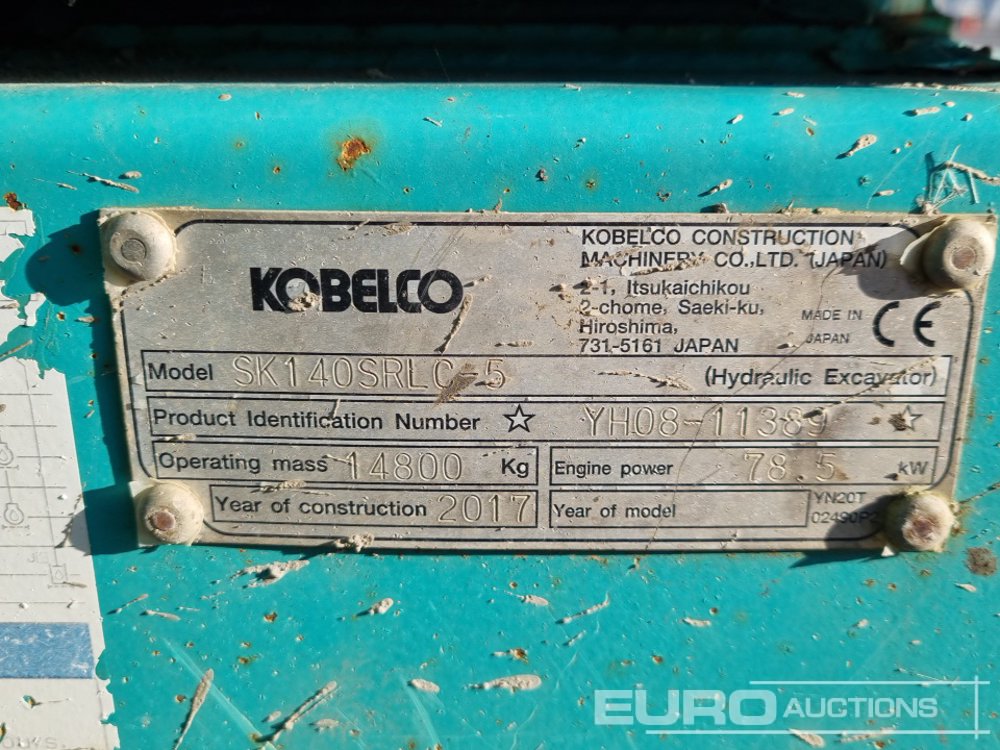 KOBELCO
KOBELCO CONSTRUCTION
MACHINERY CO.,LTD. (JAPAN)
2-1, Itsukaichikou
2-chome, Saeki-ku,
Hiroshima,
731-5161 JAPAN
MADE IN
JAPAN
CE
Model SK140SRLC-5 (Hydraulic Excavator)
Product Identification Number ☆ YH08-11389 ☆
Operating mass 14800 Kg
Engine power 78.5 kW
Year of construction 2017
Year of model
YN20T
02490P2
EURO AUCTIONS